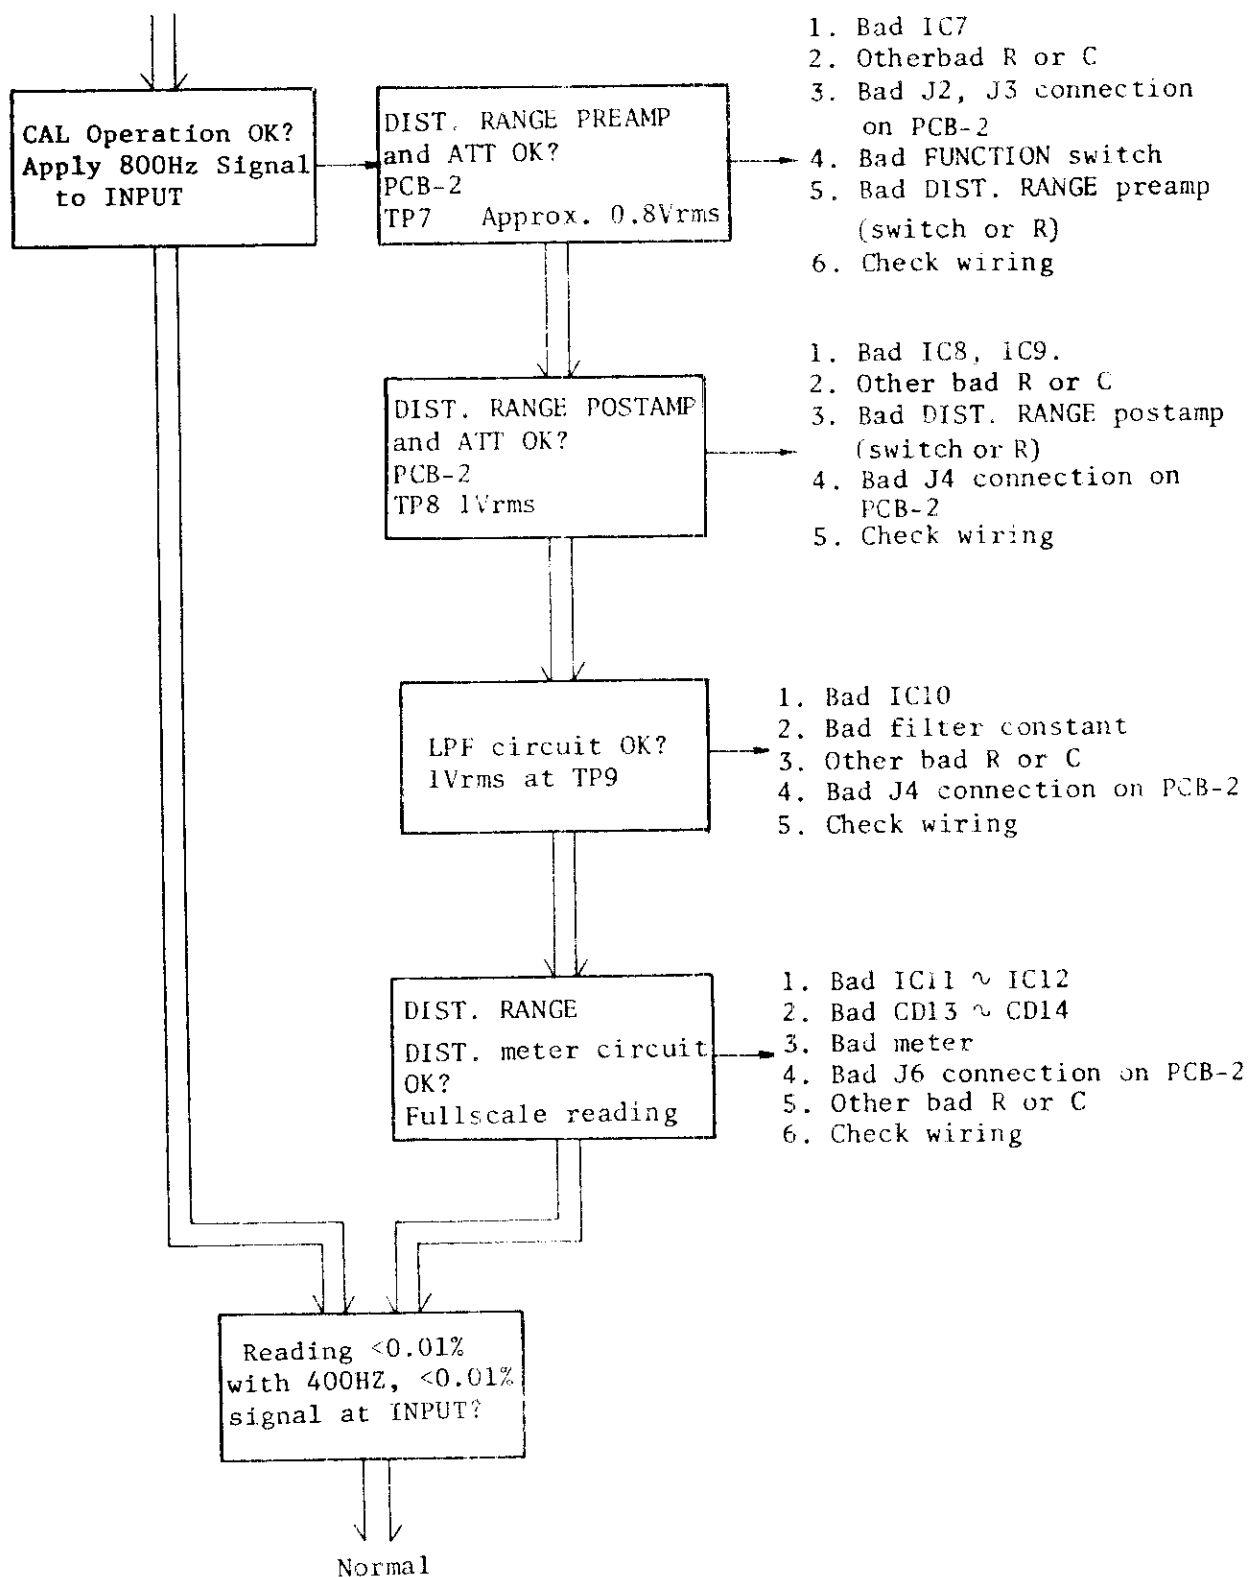 CAL Operation OK?
Apply 800Hz Signal
to INPUT
DIST. RANGE PREAMP
and ATT OK?
PCB-2
TP7 Approx. 0.8Vrms
1. Bad IC7
2. Otherbad R or C
3. Bad J2, J3 connection
on PCB-2
4. Bad FUNCTION switch
5. Bad DIST. RANGE preamp
(switch or R)
6. Check wiring
DIST. RANGE POSTAMP
and ATT OK?
PCB-2
TP8 1Vrms
1. Bad IC8, IC9.
2. Other bad R or C
3. Bad DIST. RANGE postamp
(switch or R)
4. Bad J4 connection on
PCB-2
5. Check wiring
LPF circuit OK?
1Vrms at TP9
1. Bad IC10
2. Bad filter constant
3. Other bad R or C
4. Bad J4 connection on PCB-2
5. Check wiring
DIST. RANGE
DIST. meter circuit
OK?
Fullscale reading
1. Bad IC11 ~ IC12
2. Bad CD13 ~ CD14
3. Bad meter
4. Bad J6 connection on PCB-2
5. Other bad R or C
6. Check wiring
Reading <0.01%
with 400HZ, <0.01%
signal at INPUT?
Normal